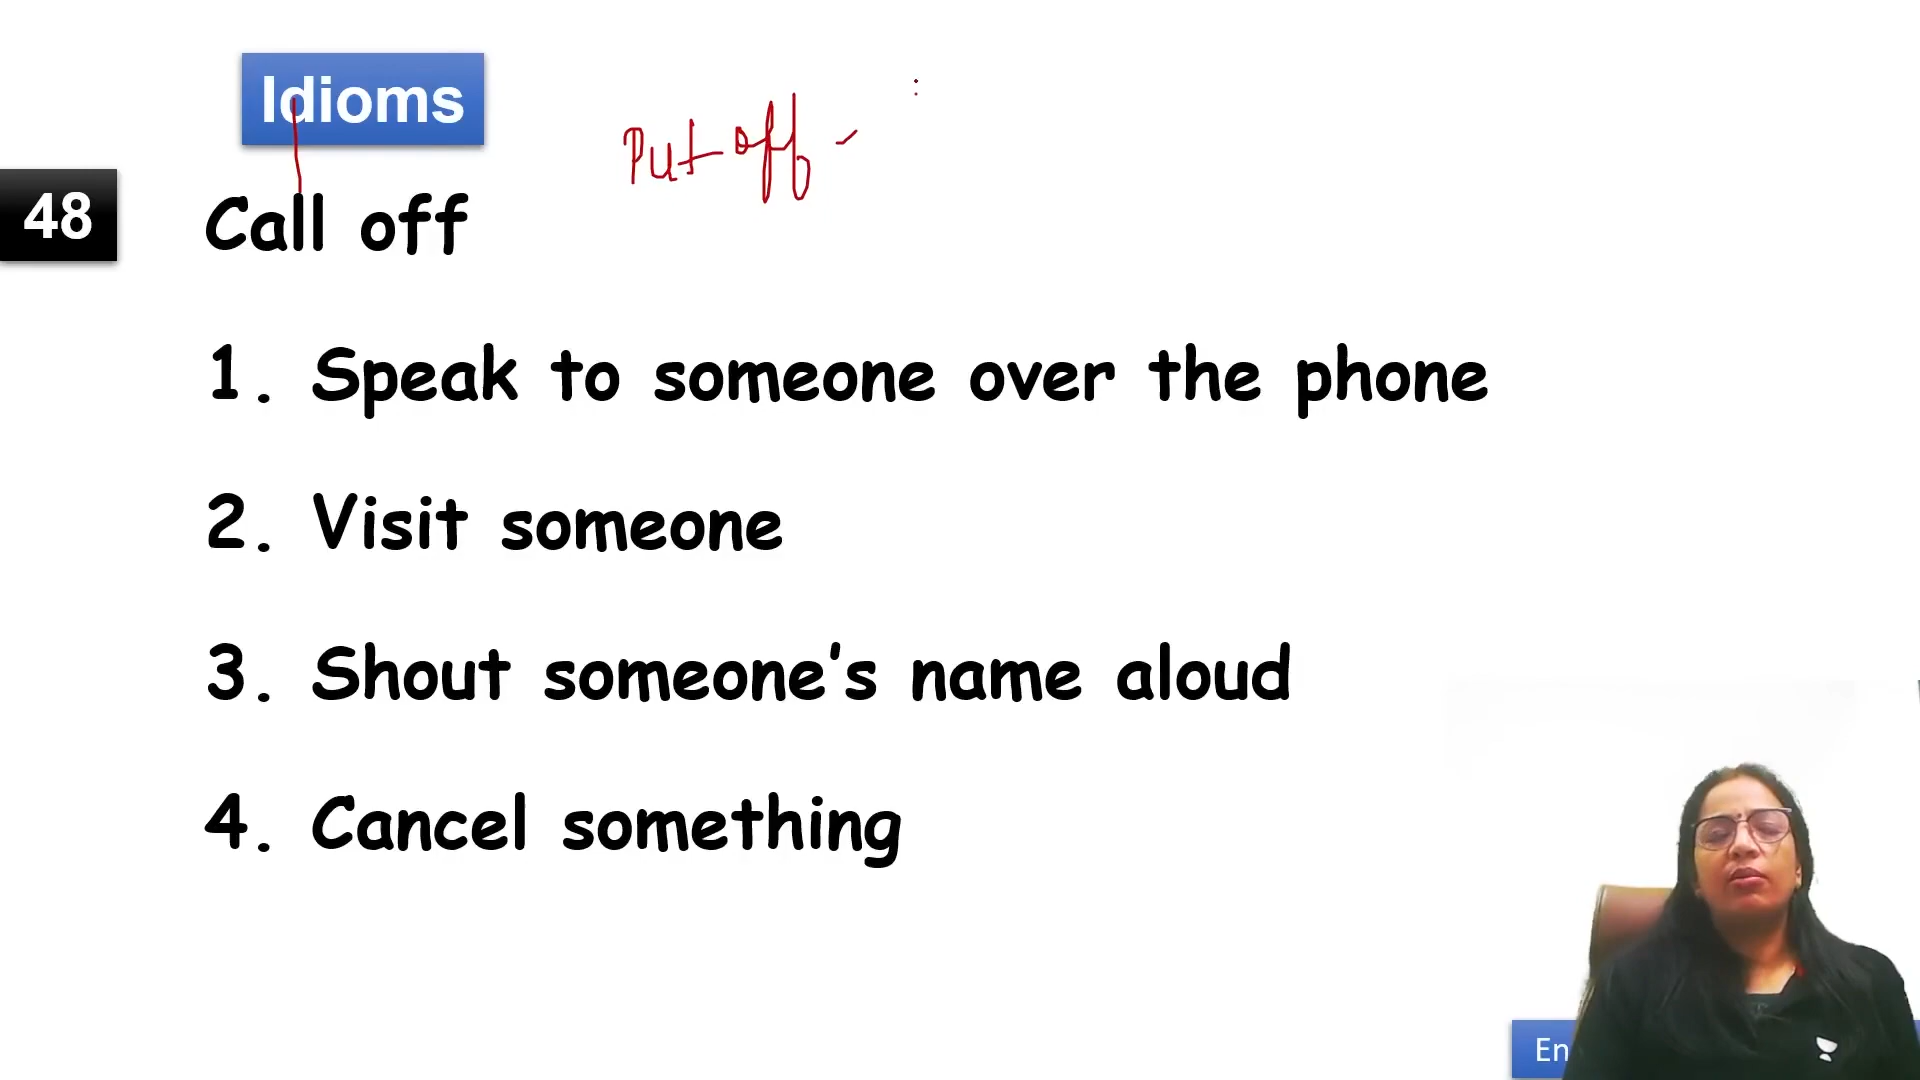 Idioms
Put off -
48
Call off
1. Speak to someone over the phone
2. Visit someone
3. Shout someone’s name aloud
4. Cancel something
En